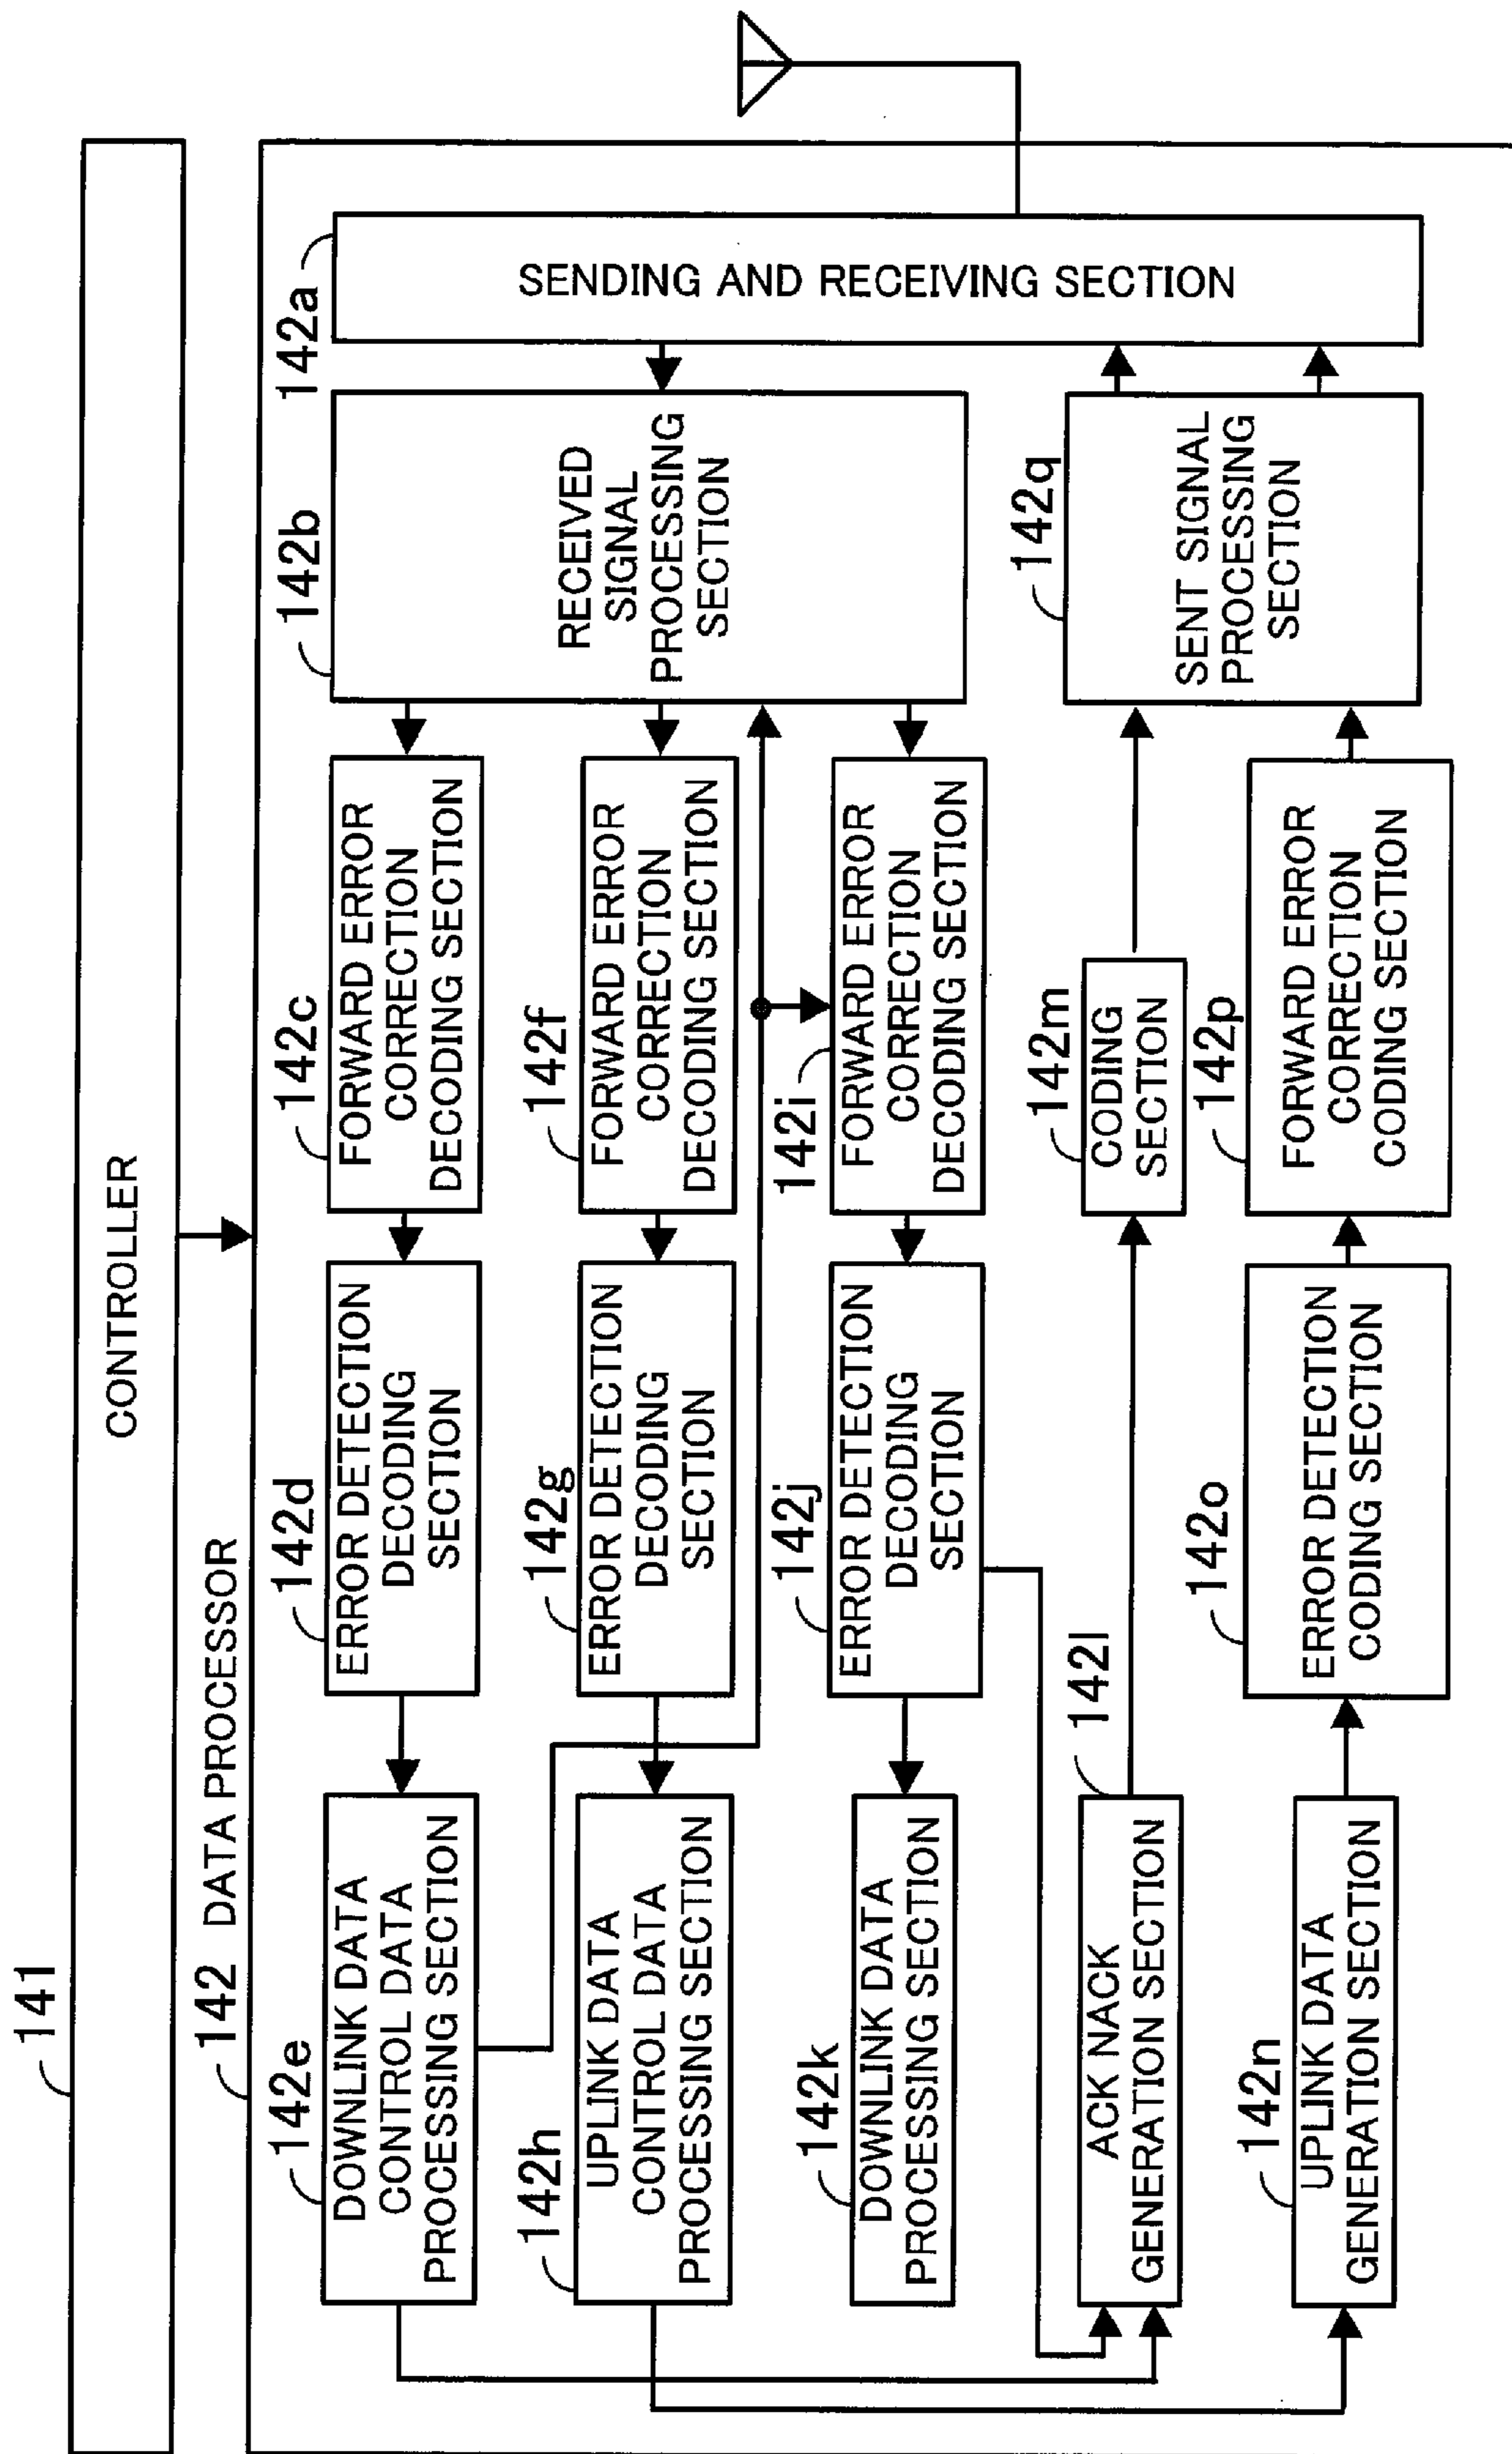 141
CONTROLLER
142 DATA PROCESSOR
142e
DOWNLINK DATA
CONTROL DATA
PROCESSING SECTION
142d
ERROR DETECTION
DECODING
SECTION
142c
FORWARD ERROR
CORRECTION
DECODING SECTION
142b
RECEIVED
SIGNAL
PROCESSING
SECTION
142a
SENDING AND RECEIVING SECTION
142h
UPLINK DATA
CONTROL DATA
PROCESSING SECTION
142g
ERROR DETECTION
DECODING
SECTION
142f
FORWARD ERROR
CORRECTION
DECODING SECTION
142k
DOWNLINK DATA
PROCESSING SECTION
142j
ERROR DETECTION
DECODING
SECTION
142i
FORWARD ERROR
CORRECTION
DECODING SECTION
142l
ACK NACK
GENERATION SECTION
142m
CODING
SECTION
142q
SENT SIGNAL
PROCESSING
SECTION
142n
UPLINK DATA
GENERATION SECTION
142o
ERROR DETECTION
CODING SECTION
142p
FORWARD ERROR
CORRECTION
CODING SECTION